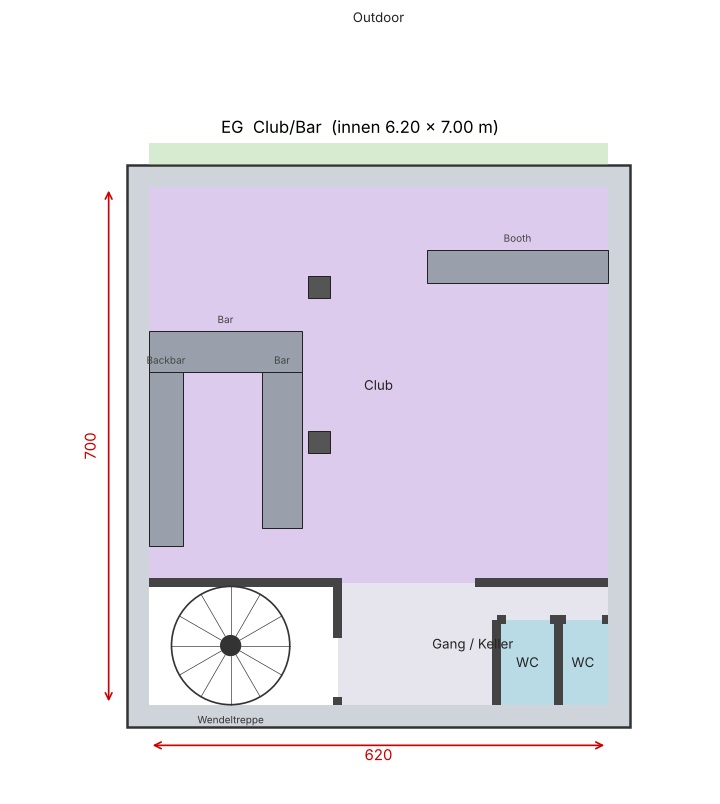 Outdoor
EG Club/Bar (innen 6.20 × 7.00 m)
Booth
Bar
Backbar
Bar
Club
700
Gang / Keller
WC
WC
Wendeltreppe
620